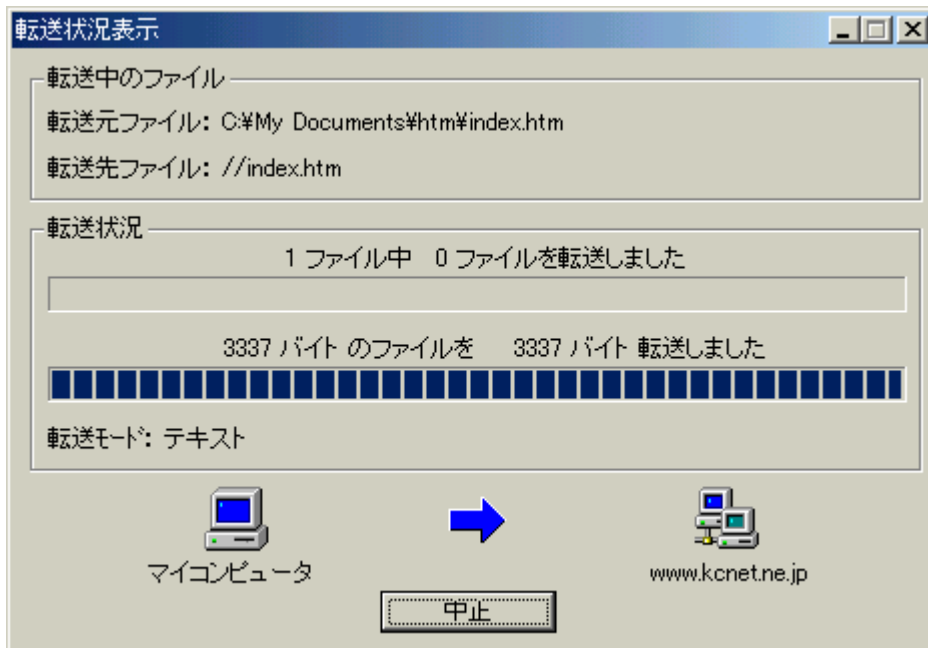 転送状況表示
転送中のファイル
転送元ファイル: C:¥My Documents¥htm¥index.htm
転送先ファイル: //index.htm
転送状況
1 ファイル中 0 ファイルを転送しました
3337 バイト のファイルを 3337 バイト 転送しました
転送モード: テキスト
マイコンピュータ
www.kcnet.ne.jp
中止